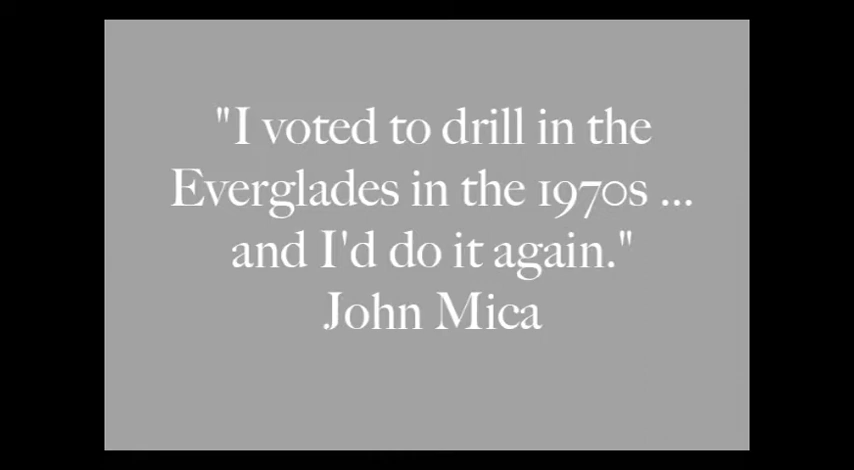 "I voted to drill in the
Everglades in the 1970s ...
and I'd do it again."
John Mica